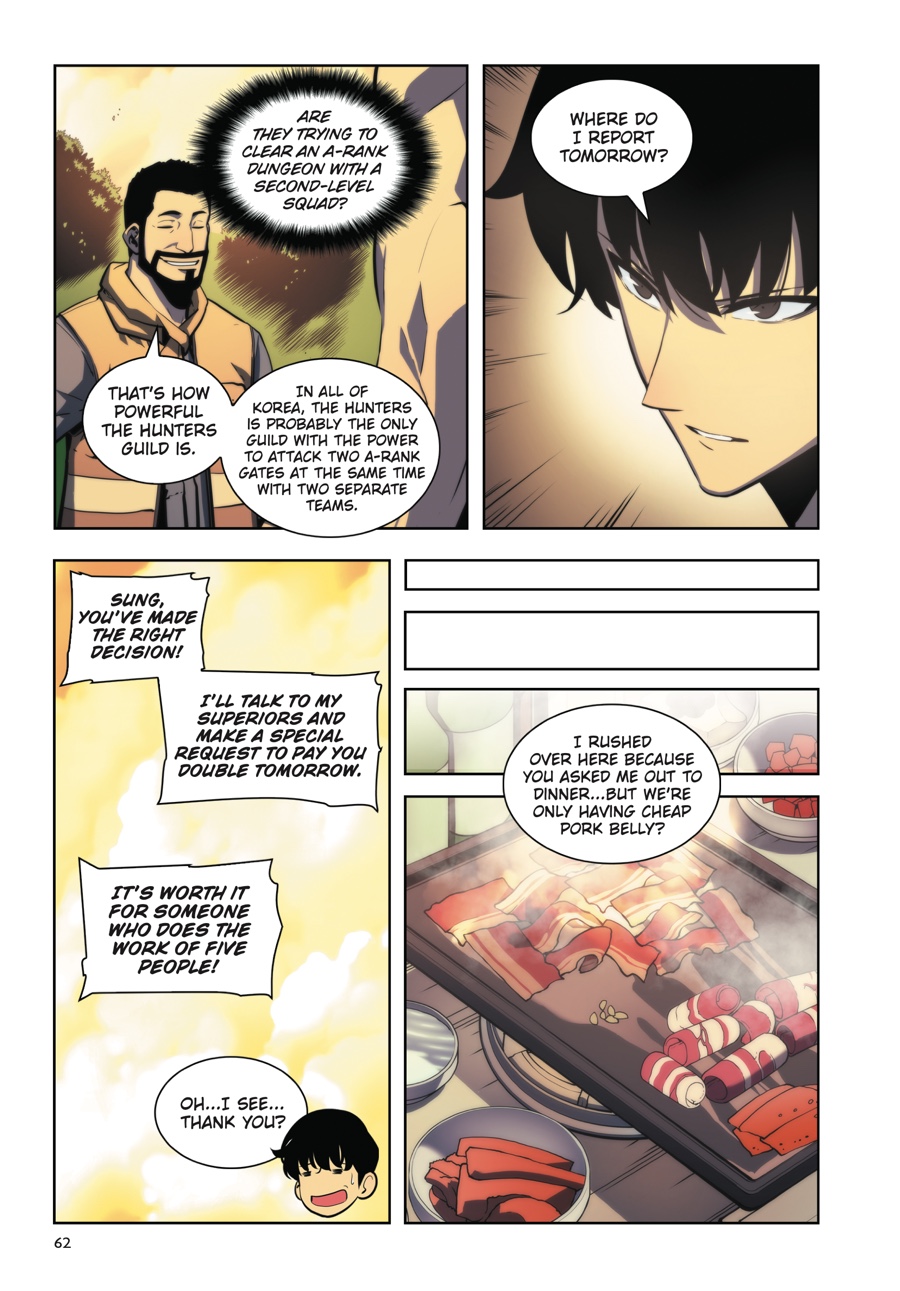 ARE
THEY TRYING TO
CLEAR AN A-RANK
DUNGEON WITH A
SECOND-LEVEL
SQUAD?
THAT'S HOW
POWERFUL
THE HUNTERS
GUILD IS.
IN ALL OF
KOREA, THE HUNTERS
IS PROBABLY THE ONLY
GUILD WITH THE POWER
TO ATTACK TWO A-RANK
GATES AT THE SAME TIME
WITH TWO SEPARATE
TEAMS.
WHERE DO
I REPORT
TOMORROW?
SUNG,
YOU'VE MADE
THE RIGHT
DECISION!
I'LL TALK TO MY
SUPERIORS AND
MAKE A SPECIAL
REQUEST TO PAY YOU
DOUBLE TOMORROW.
IT'S WORTH IT
FOR SOMEONE
WHO DOES THE
WORK OF FIVE
PEOPLE!
OH...I SEE...
THANK YOU?
I RUSHED
OVER HERE BECAUSE
YOU ASKED ME OUT TO
DINNER...BUT WE'RE
ONLY HAVING CHEAP
PORK BELLY?
62